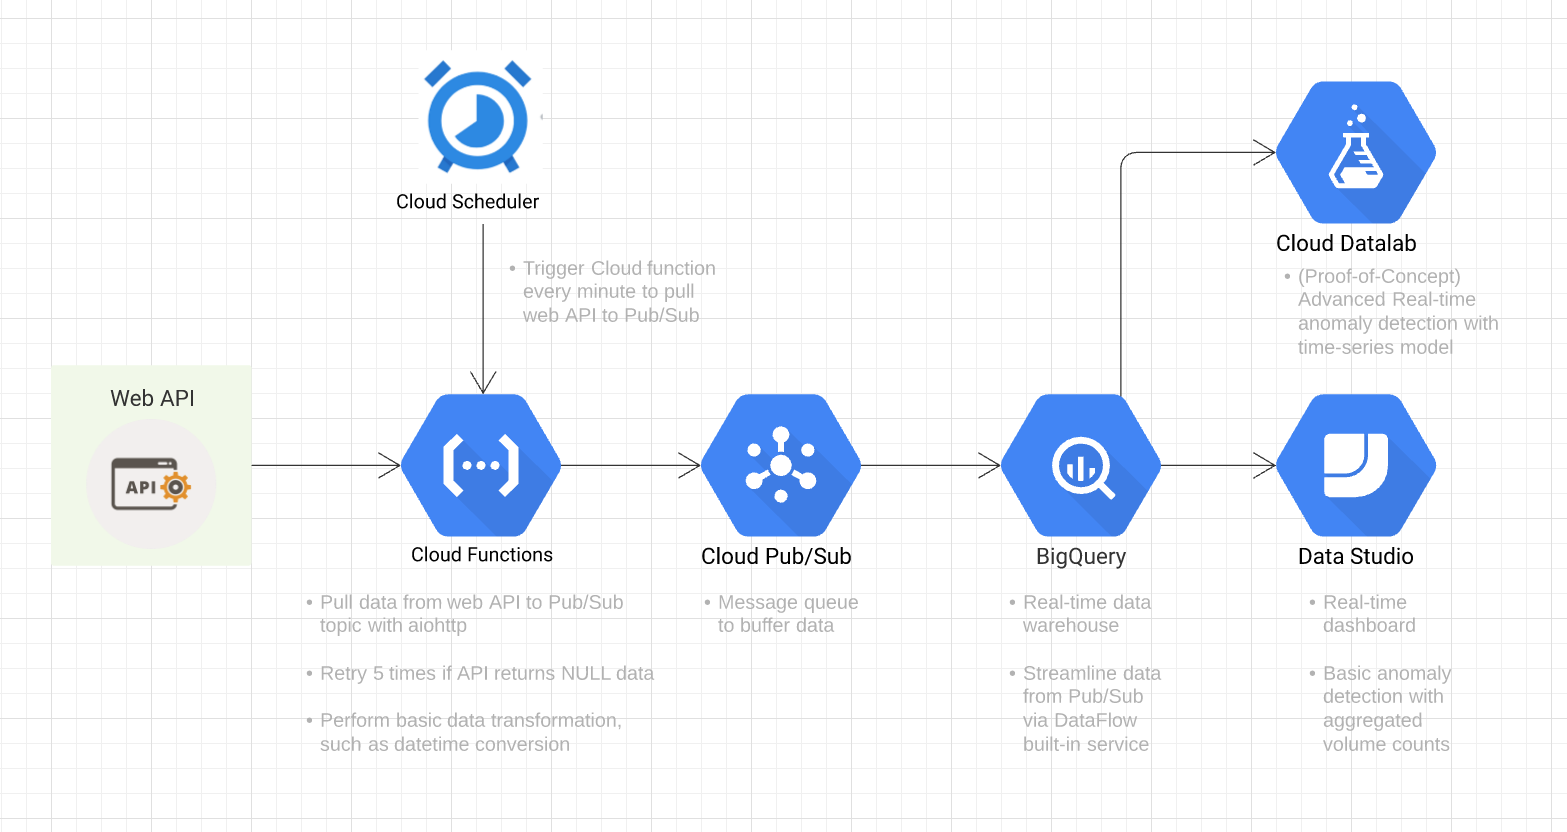 Cloud Scheduler
• Trigger Cloud function
every minute to pull
web API to Pub/Sub
Cloud Datalab
• (Proof-of-Concept)
Advanced Real-time
anomaly detection with
time-series model
Web API
API
Cloud Functions
• Pull data from web API to Pub/Sub
topic with aiohttp
• Retry 5 times if API returns NULL data
• Perform basic data transformation,
such as datetime conversion
Cloud Pub/Sub
• Message queue
to buffer data
BigQuery
• Real-time data
warehouse
• Streamline data
from Pub/Sub
via DataFlow
built-in service
Data Studio
• Real-time
dashboard
• Basic anomaly
detection with
aggregated
volume counts